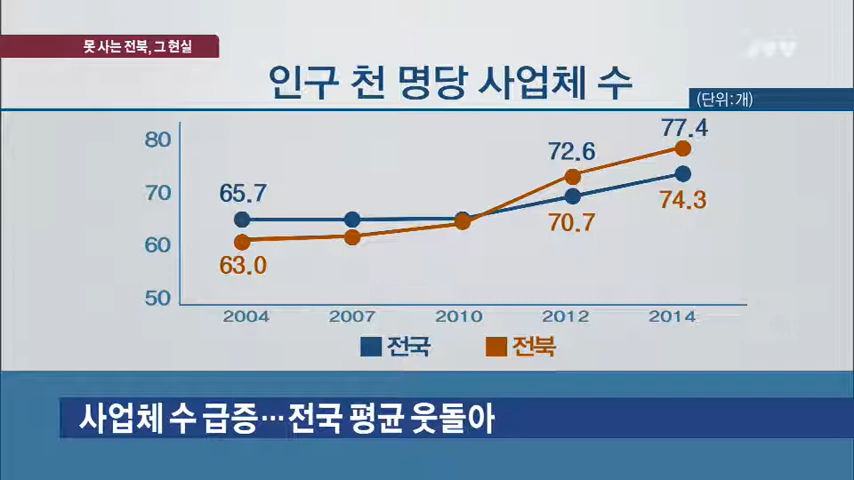 못 사는 전북, 그 현실
JTV
인구 천 명당 사업체 수
(단위:개)
80
70
60
50
65.7
63.0
72.6
70.7
77.4
74.3
2004 2007 2010 2012 2014
전국 전북
사업체 수 급증…전국 평균 웃돌아